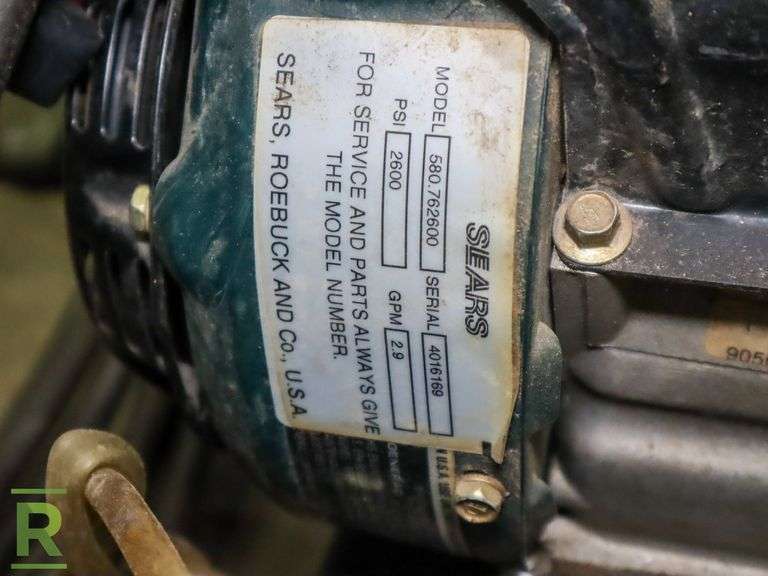 SEARS
MODEL 580.762600 SERIAL 4016169
PSI 2600 GPM 2.9
FOR SERVICE AND PARTS ALWAYS GIVE
THE MODEL NUMBER.
SEARS, ROEBUCK AND Co., U.S.A.
U.S.A.
905
R